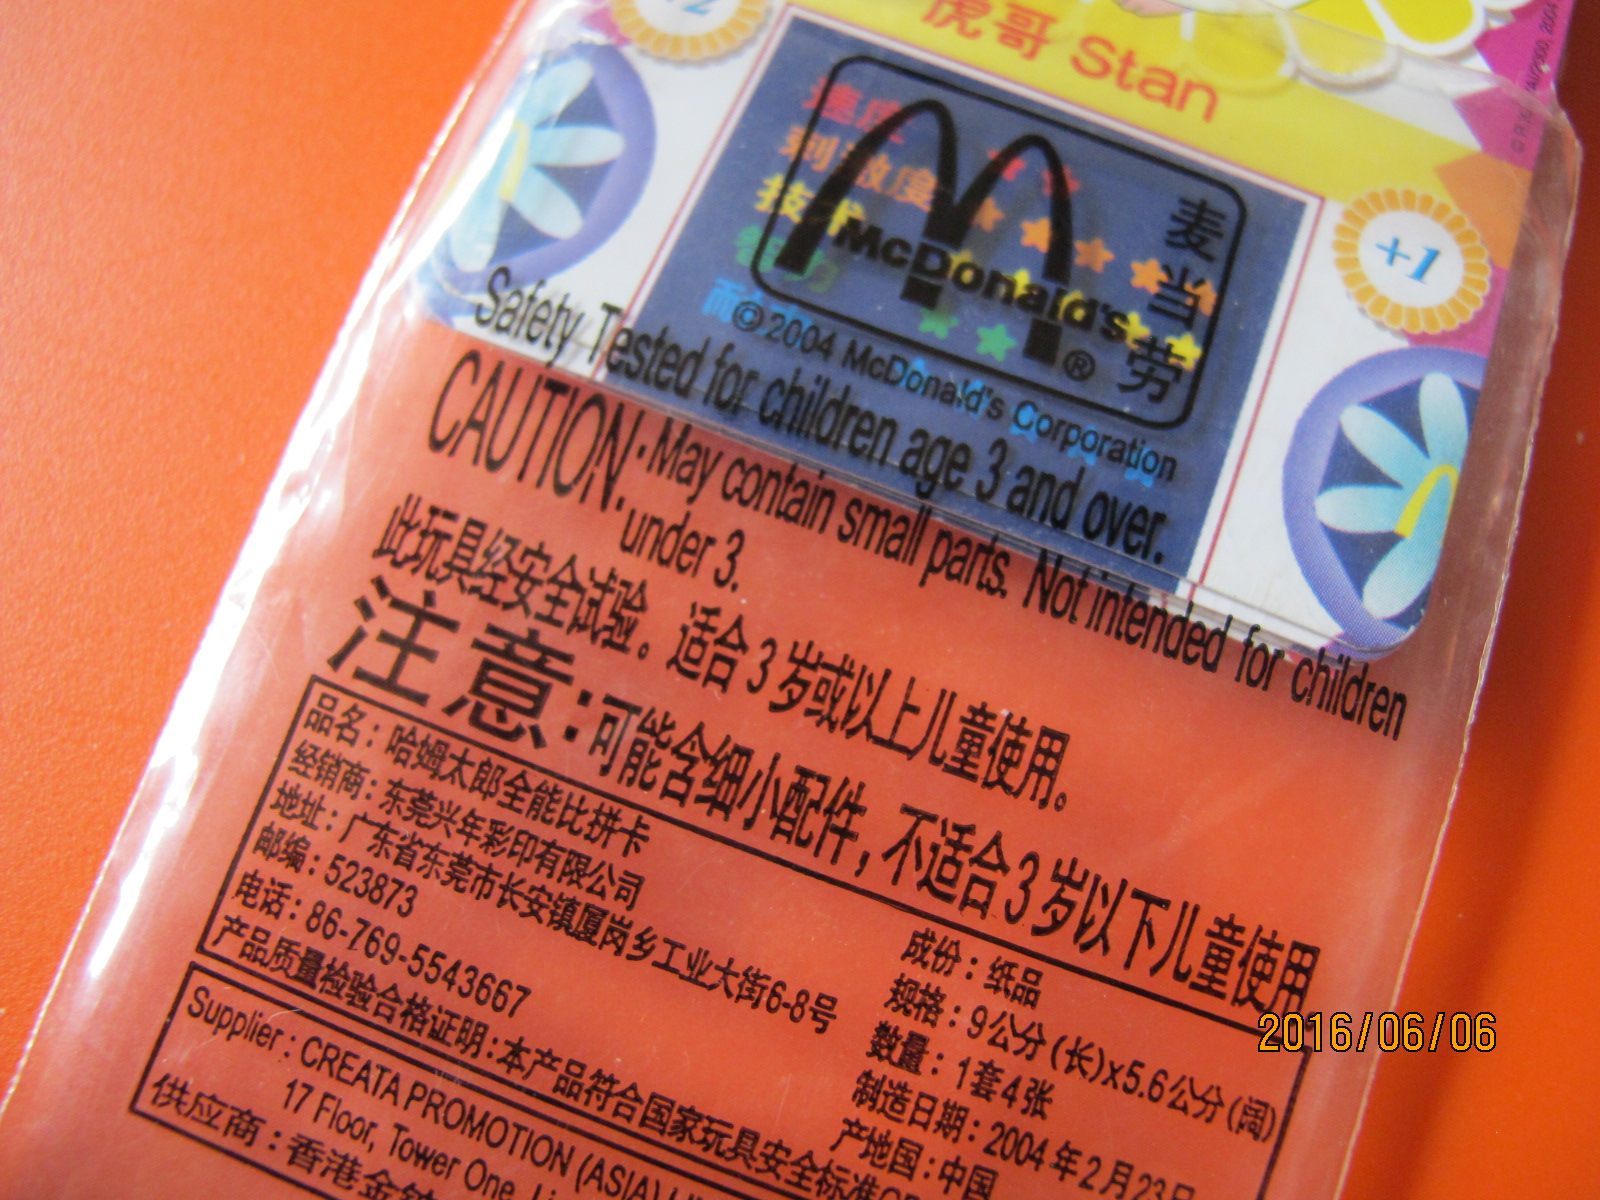 虎哥 Stan
+1
速度
刺激度
技术
McDonald's
麦当劳
®
©2004 McDonald's Corporation
Safety Tested for children age 3 and over.
CAUTION: May contain small parts. Not intended for children
under 3.
此玩具经安全试验。适合3岁或以上儿童使用。
注意:可能含细小配件,不适合3岁以下儿童使用
品名:哈姆太郎全能比拼卡
经销商:东莞兴年彩印有限公司
地址:广东省东莞市长安镇厦岗乡工业大街6-8号
邮编:523873
电话:86-769-5543667
产品质量检验合格证明:本产品符合国家玩具安全标准
成份:纸品
规格:9公分(长)x5.6公分(阔)
数量:1套4张
制造日期:2004年2月23日
产地国:中国
Supplier: CREATA PROMOTION (ASIA)
17 Floor, Tower One,
供应商:香港金
2016/06/06